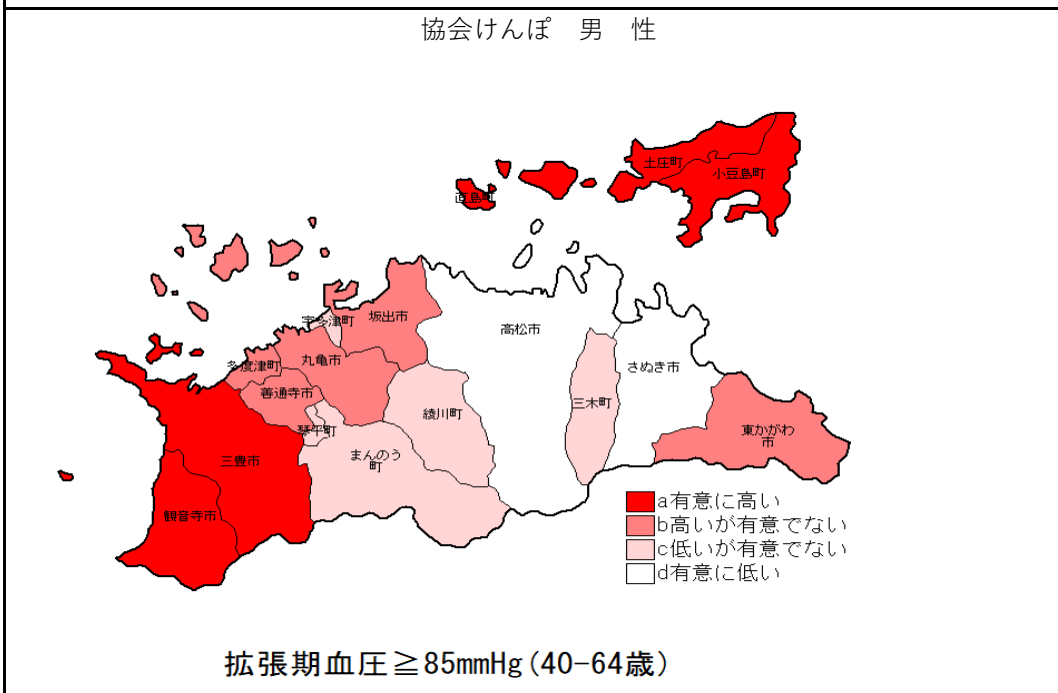 協会けんぽ　男　性
土庄町
小豆島町
直島町
宇多津町
坂出市
高松市
多度津町
丸亀市
さぬき市
善通寺市
綾川町
三木町
琴平町
東かがわ
市
まんのう
町
三豊市
観音寺市
a有意に高い
b高いが有意でない
c低いが有意でない
d有意に低い
拡張期血圧≧85mmHg(40-64歳)